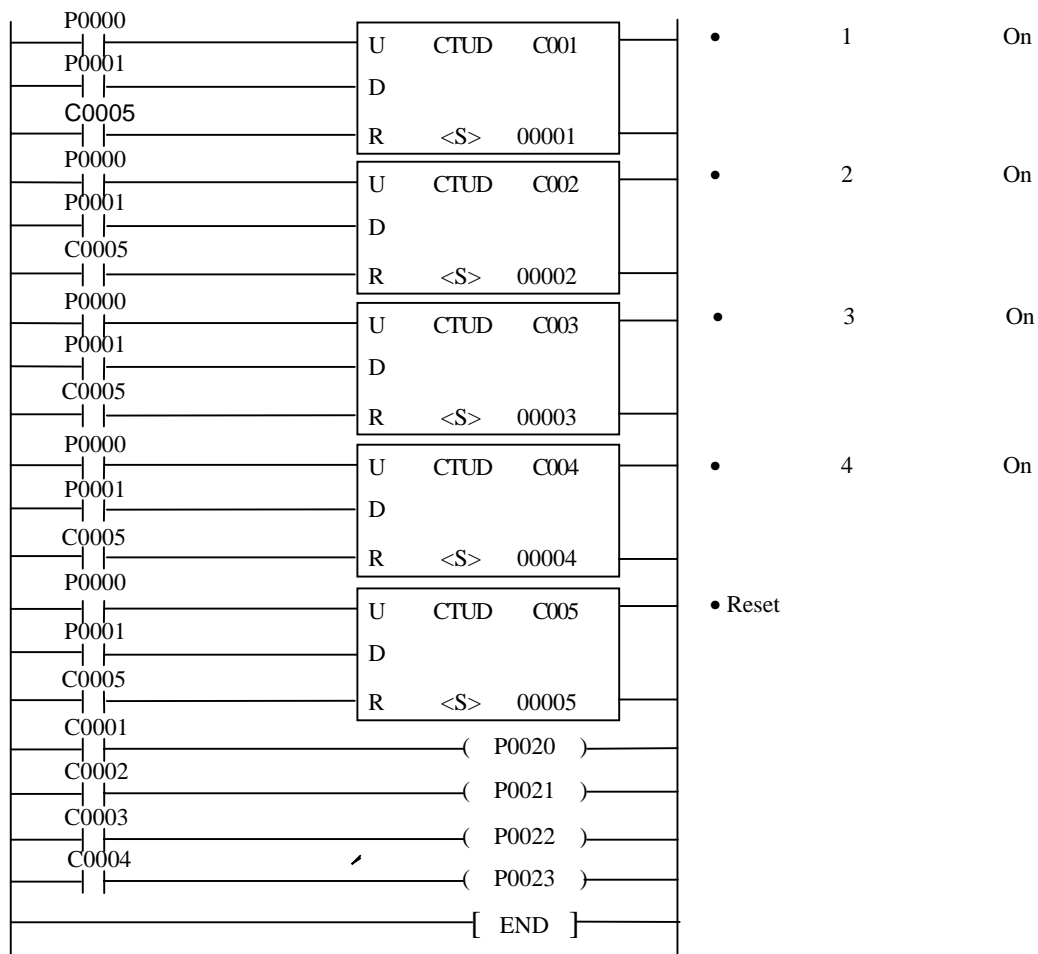 P0000
U CTUD C001 • 1 On
P0001
D
C0005
R <S> 00001
P0000
U CTUD C002 • 2 On
P0001
D
C0005
R <S> 00002
P0000
U CTUD C003 • 3 On
P0001
D
C0005
R <S> 00003
P0000
U CTUD C004 • 4 On
P0001
D
C0005
R <S> 00004
P0000
U CTUD C005 • Reset
P0001
D
C0005
R <S> 00005
C0001
( P0020 )
C0002
( P0021 )
C0003
( P0022 )
C0004
( P0023 )
[ END ]